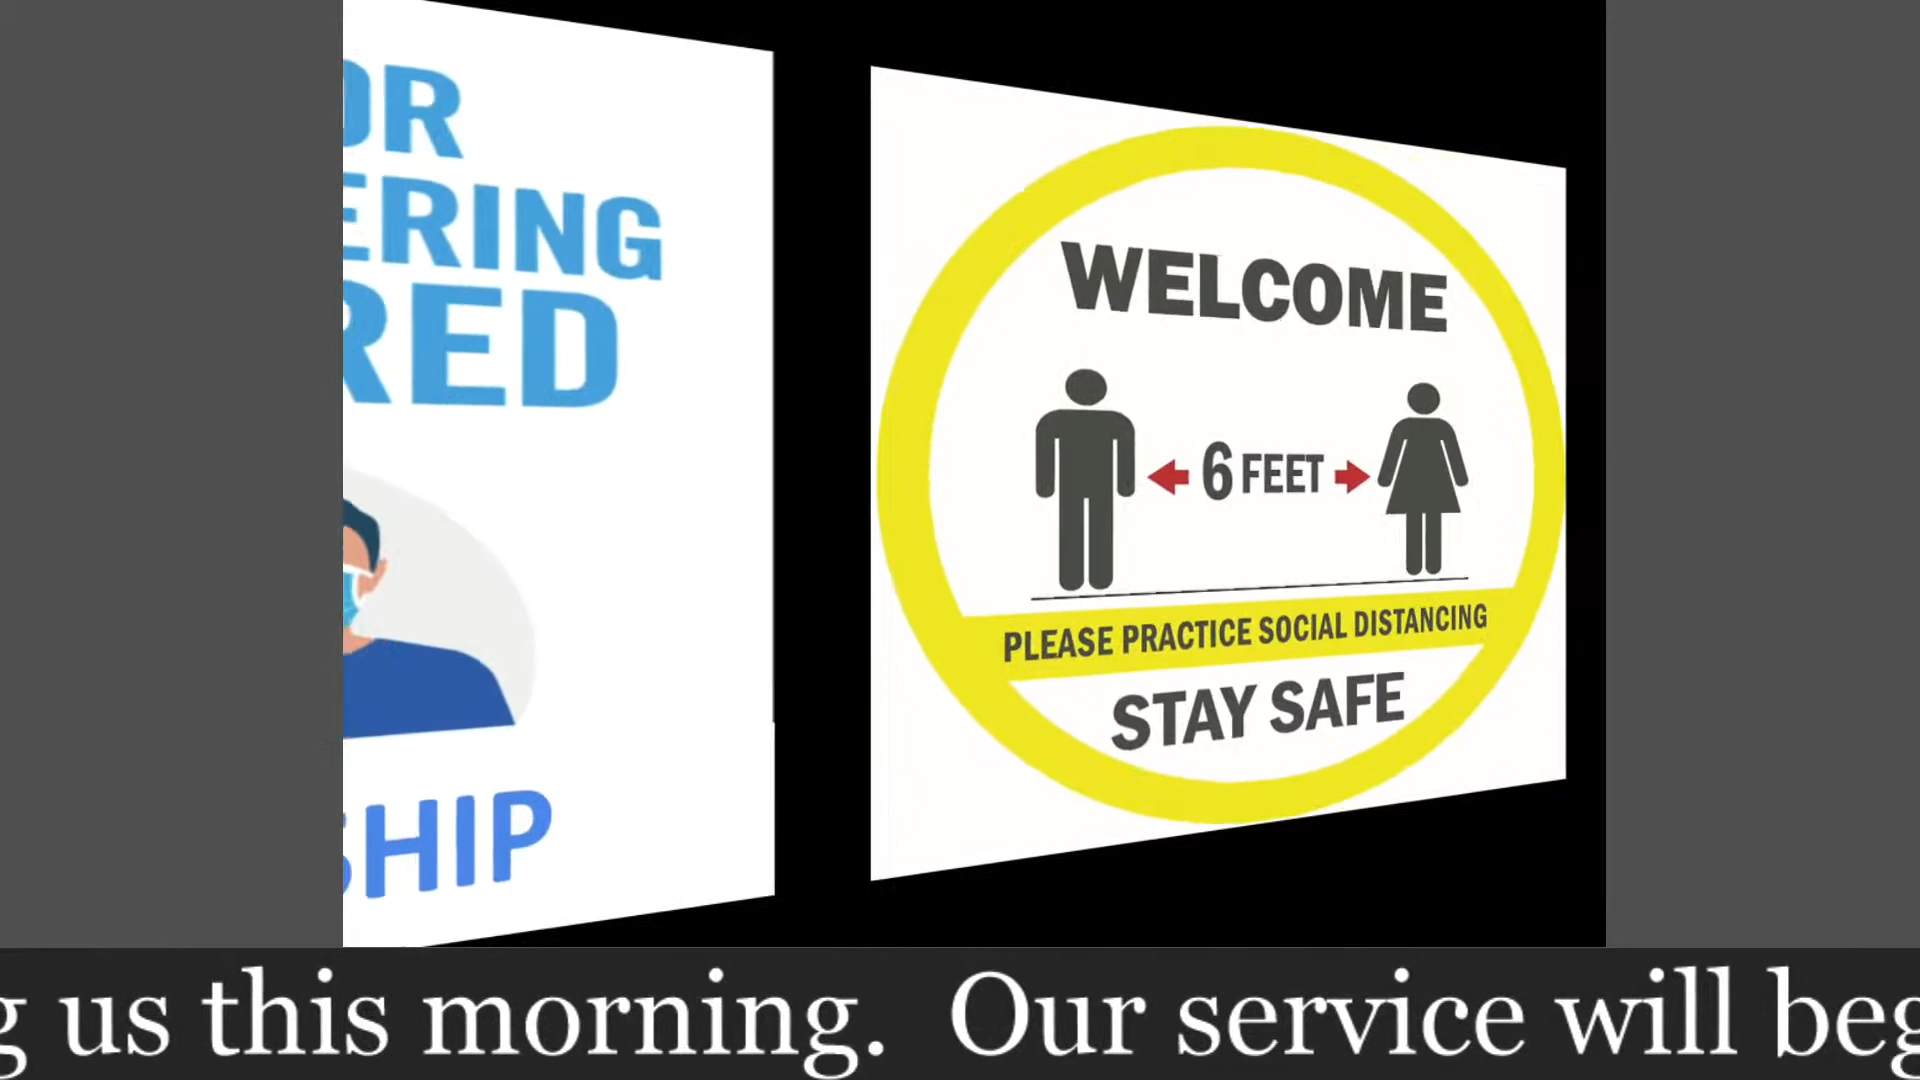 OR
ERING
RED
SHIP
WELCOME
6 FEET
PLEASE PRACTICE SOCIAL DISTANCING
STAY SAFE
g us this morning. Our service will beg